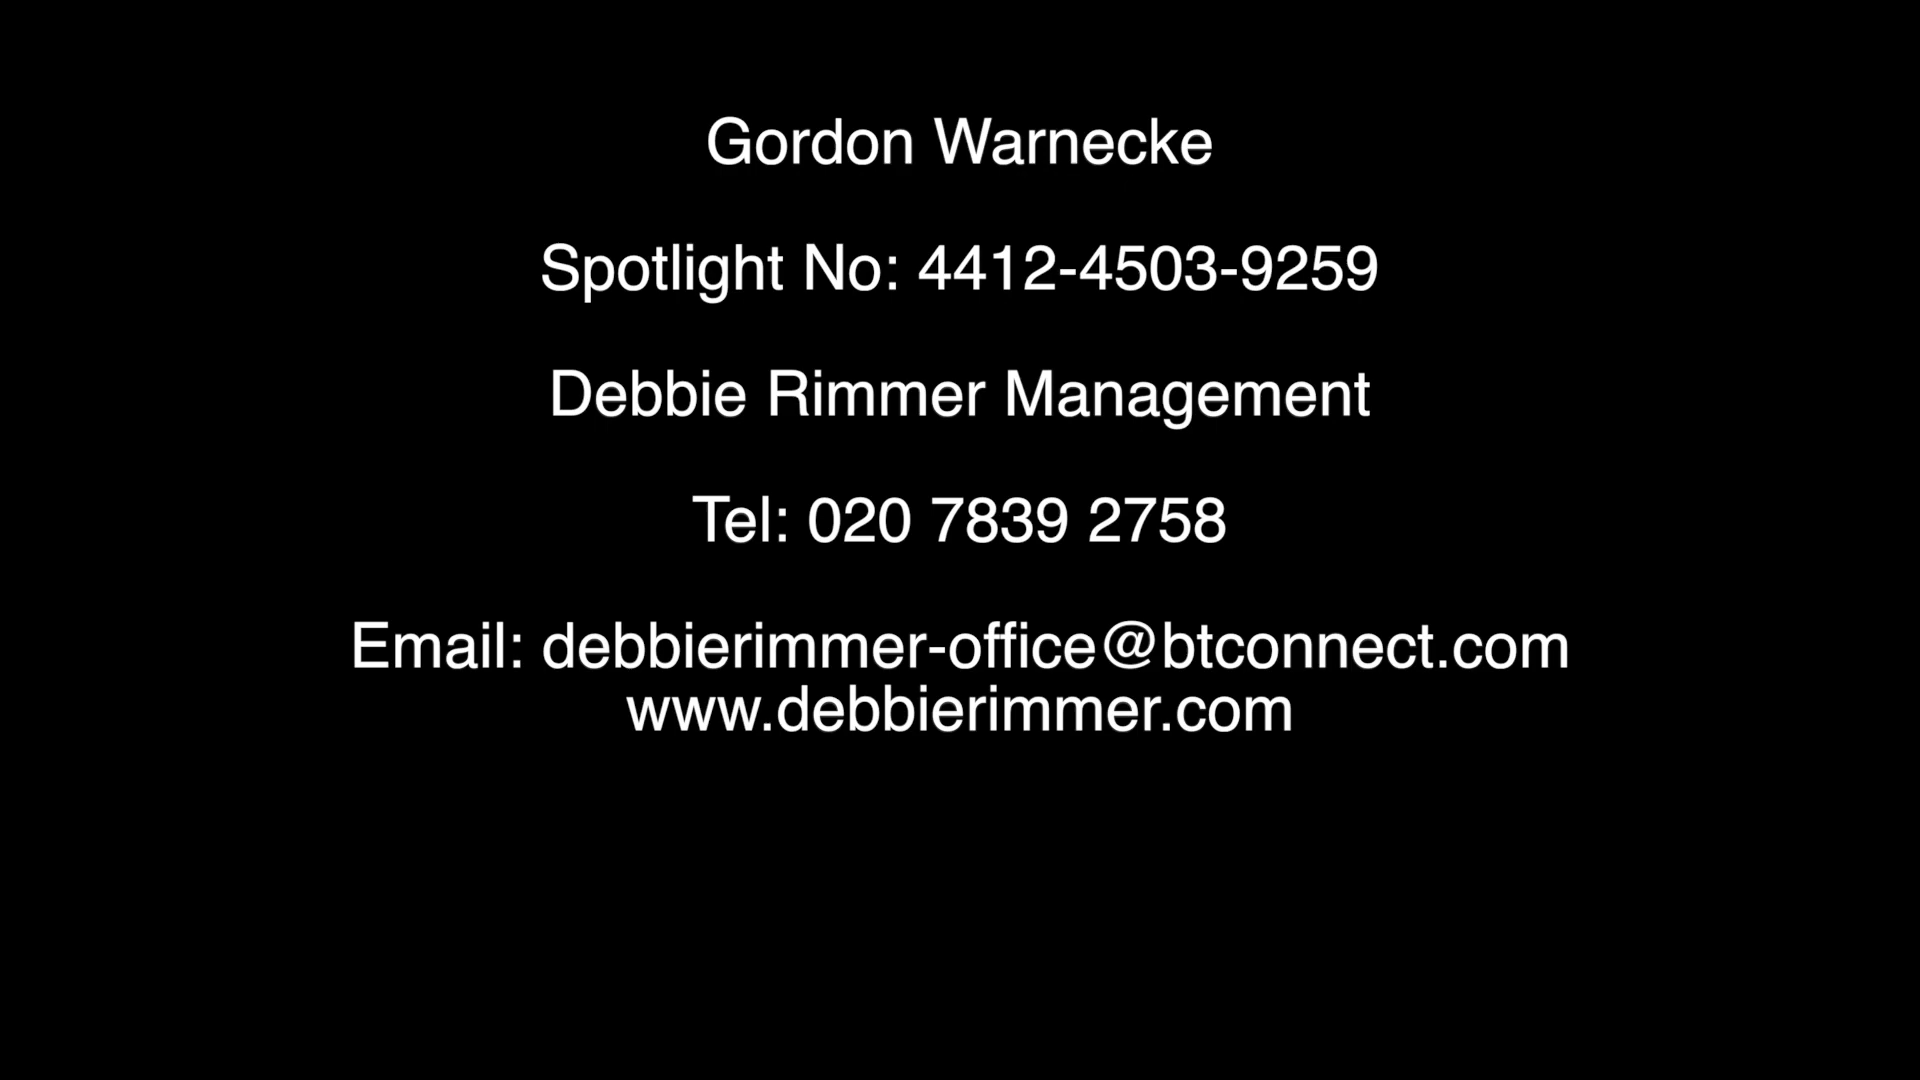 Gordon Warnecke
Spotlight No: 4412-4503-9259
Debbie Rimmer Management
Tel: 020 7839 2758
Email: debbierimmer-office@btconnect.com
www.debbierimmer.com